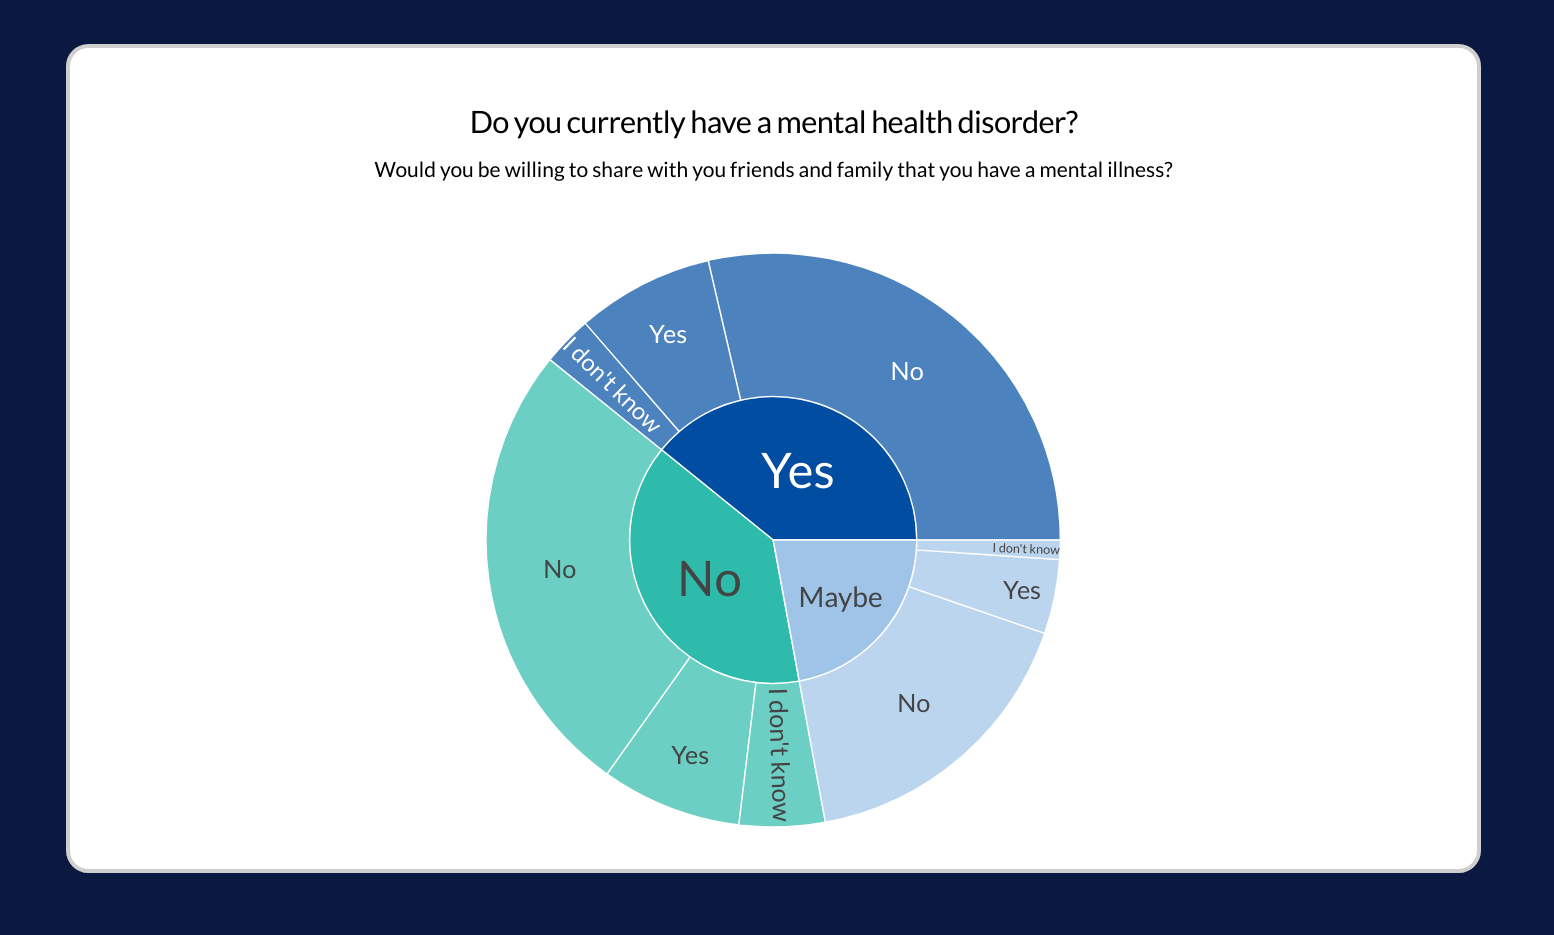 Do you currently have a mental health disorder?
Would you be willing to share with you friends and family that you have a mental illness?
No
Yes
I don't know
Yes
No
Maybe
I don't know
Yes
No
No
Yes
I don't know